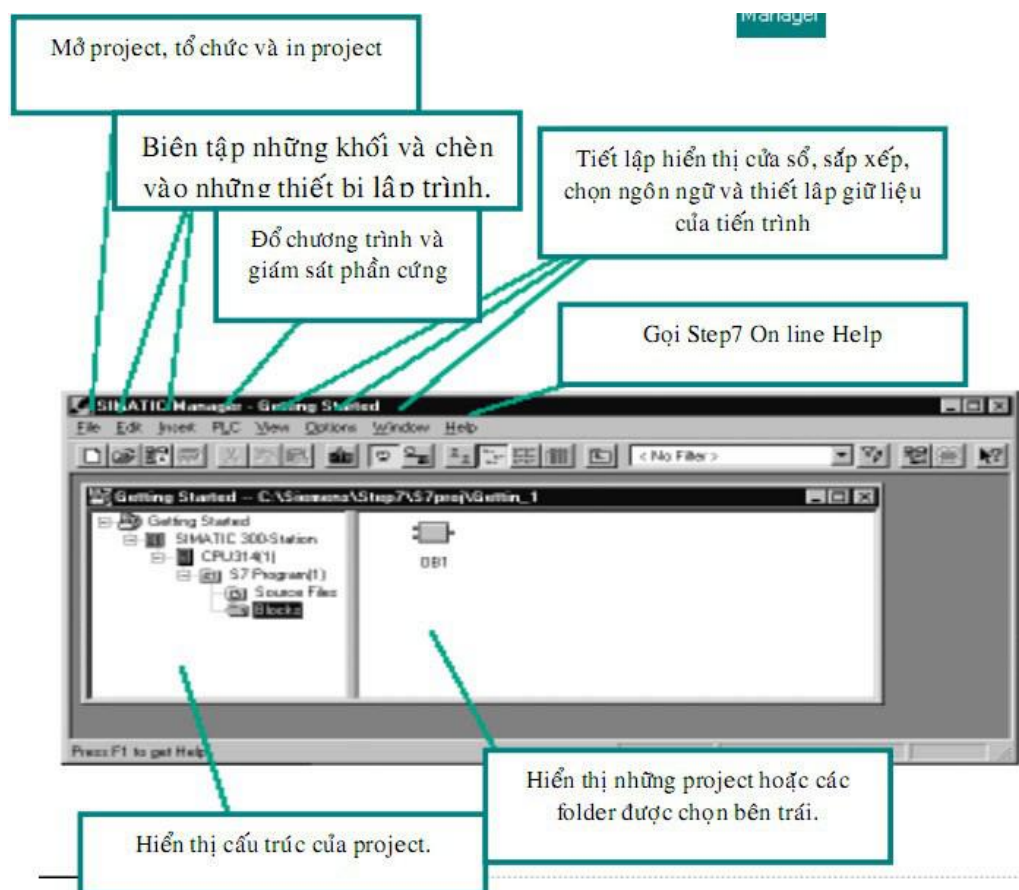 Manager
Mở project, tổ chức và in project
Biên tập những khối và chèn
vào những thiết bị lập trình.
Tiết lập hiển thị cửa sổ, sắp xếp,
chọn ngôn ngữ và thiết lập giữ liệu
của tiến trình
Đổ chương trình và
giám sát phần cứng
Gọi Step7 On line Help
SIMATIC Manager - Getting Started
File Edit Insert PLC View Options Window Help
< No Filter >
Getting Started -- C:\Siemens\Step7\S7proj\Gettin_1
Getting Started
SIMATIC 300-Station
CPU314(1)
S7 Program(1)
Source Files
Blocks
OB1
Press F1 to get Help
Hiển thị những project hoặc các
folder được chọn bên trái.
Hiển thị cấu trúc của project.